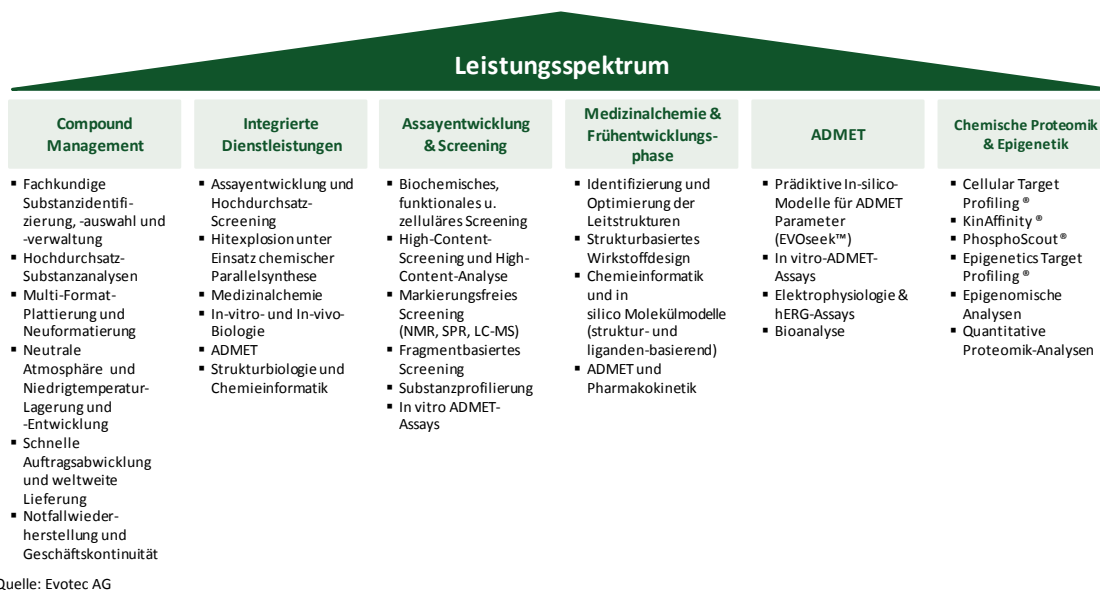 Leistungsspektrum
Compound
Management
▪ Fachkundige
Substanzidentifi-
zierung, -auswahl und
-verwaltung
▪ Hochdurchsatz-
Substanzanalysen
▪ Multi-Format-
Plattierung und
Neuformatierung
▪ Neutrale
Atmosphäre und
Niedrigtemperatur-
Lagerung und
-Entwicklung
▪ Schnelle
Auftragsabwicklung
und weltweite
Lieferung
▪ Notfallwieder-
herstellung und
Geschäftskontinuität
Integrierte
Dienstleistungen
▪ Assayentwicklung und
Hochdurchsatz-
Screening
▪ Hitexplosion unter
Einsatz chemischer
Parallelsynthese
▪ Medizinalchemie
▪ In-vitro- und In-vivo-
Biologie
▪ ADMET
▪ Strukturbiologie und
Chemieinformatik
Assayentwicklung
& Screening
▪ Biochemisches,
funktionales u.
zelluläres Screening
▪ High-Content-
Screening und High-
Content-Analyse
▪ Markierungsfreies
Screening
(NMR, SPR, LC-MS)
▪ Fragmentbasiertes
Screening
▪ Substanzprofilierung
▪ In vitro ADMET-
Assays
Medizinalchemie &
Frühentwicklungs-
phase
▪ Identifizierung und
Optimierung der
Leitstrukturen
▪ Strukturbasiertes
Wirkstoffdesign
▪ Chemieinformatik
und in
silico Molekülmodelle
(struktur- und
liganden-basierend)
▪ ADMET und
Pharmakokinetik
ADMET
▪ Prädiktive In-silico-
Modelle für ADMET
Parameter
(EVOseek™)
▪ In vitro-ADMET-
Assays
▪ Elektrophysiologie &
hERG-Assays
▪ Bioanalyse
Chemische Proteomik
& Epigenetik
▪ Cellular Target
Profiling ®
▪ KinAffinity ®
▪ PhosphoScout ®
▪ Epigenetics Target
Profiling ®
▪ Epigenomische
Analysen
▪ Quantitative
Proteomik-Analysen
Quelle: Evotec AG